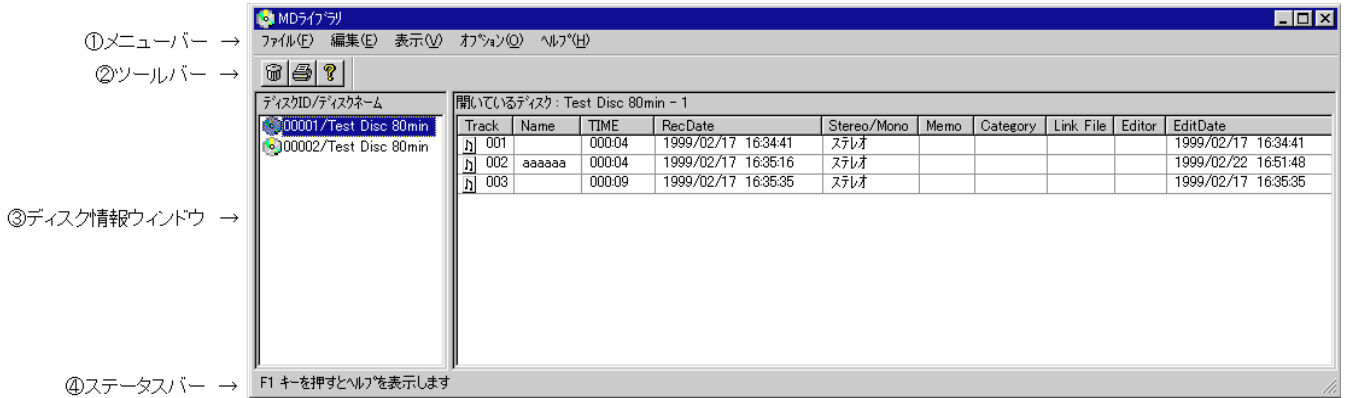 MDﾗｲﾌﾞﾗﾘ
①メニューバー →
ﾌｧｲﾙ(F) 編集(E) 表示(V) ｵﾌﾟｼｮﾝ(O) ﾍﾙﾌﾟ(H)
②ツールバー →
ﾃﾞｨｽｸID/ﾃﾞｨｽｸﾈｰﾑ
00001/Test Disc 80min
00002/Test Disc 80min
開いているﾃﾞｨｽｸ : Test Disc 80min - 1
Track Name TIME RecDate Stereo/Mono Memo Category Link File Editor EditDate
001 000:04 1999/02/17 16:34:41 ｽﾃﾚｵ 1999/02/17 16:34:41
002 aaaaaa 000:04 1999/02/17 16:35:16 ｽﾃﾚｵ 1999/02/22 16:51:48
003 000:09 1999/02/17 16:35:35 ｽﾃﾚｵ 1999/02/17 16:35:35
③ディスク情報ウィンドウ →
④ステータスバー →
F1 ｷｰを押すとﾍﾙﾌﾟを表示します